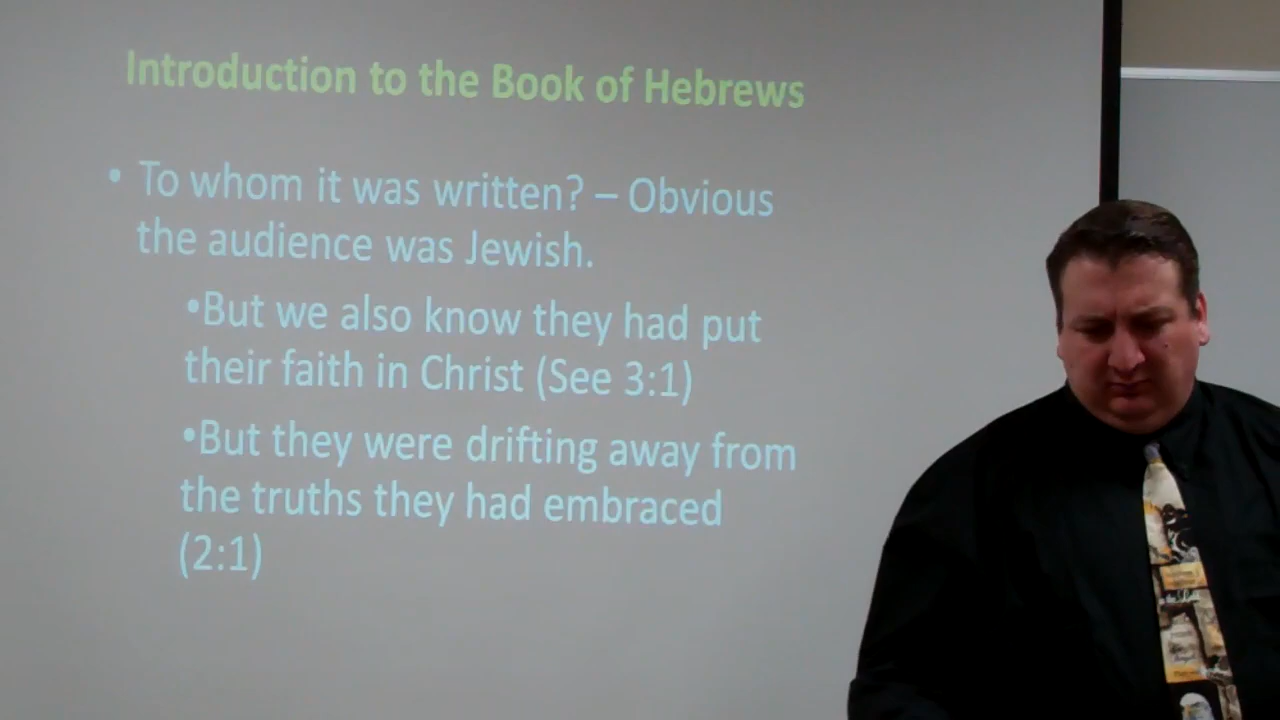 Introduction to the Book of Hebrews
• To whom it was written? – Obvious
the audience was Jewish.
•But we also know they had put
their faith in Christ (See 3:1)
•But they were drifting away from
the truths they had embraced
(2:1)